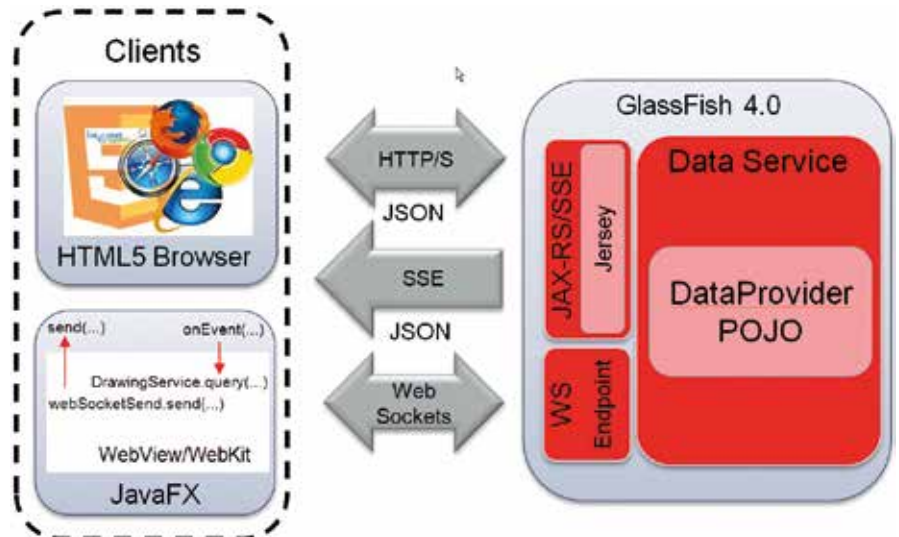 Clients
HTML5 Browser
send(...)
onEvent(...)
DrawingService.query(...)
webSocketSend.send(...)
WebView/WebKit
JavaFX
HTTP/S
JSON
SSE
JSON
Web
Sockets
GlassFish 4.0
JAX-RS/SSE
Jersey
WS
Endpoint
Data Service
DataProvider
POJO